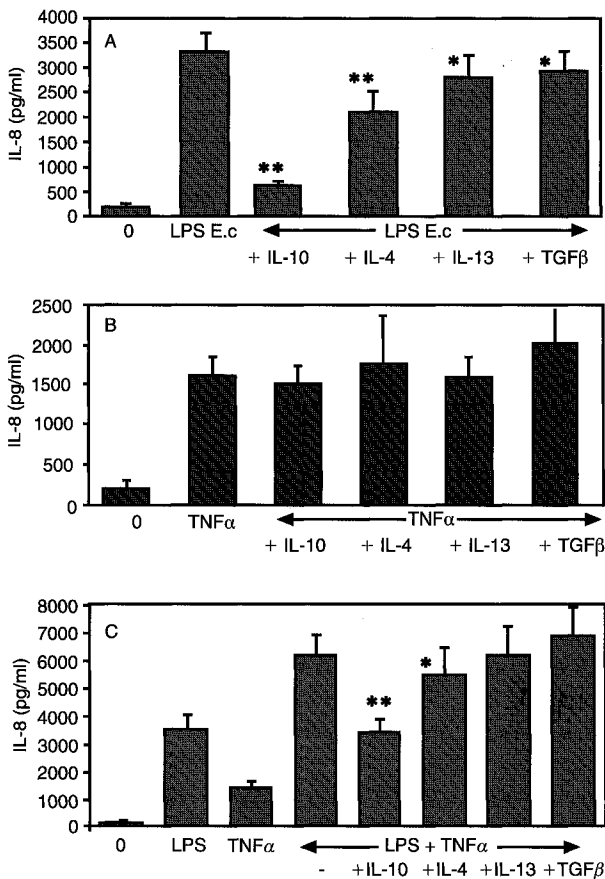 A
IL-8 (pg/ml)
4000
3500
3000
2500
2000
1500
1000
500
0
** ** * *
0 LPS E.c LPS E.c
+ IL-10 + IL-4 + IL-13 + TGFβ
B
IL-8 (pg/ml)
2500
2000
1500
1000
500
0
0 TNFα TNFα
+ IL-10 + IL-4 + IL-13 + TGFβ
C
IL-8 (pg/ml)
8000
7000
6000
5000
4000
3000
2000
1000
0
** *
0 LPS TNFα LPS + TNFα
- +IL-10 +IL-4 +IL-13 +TGFβ